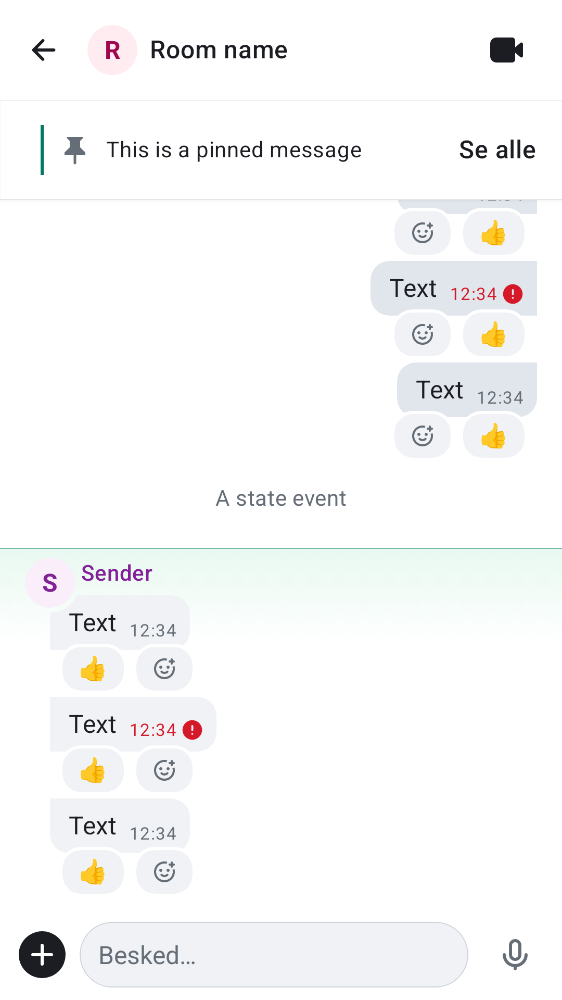 R Room name
This is a pinned message Se alle
Text 12:34
Text 12:34
A state event
S Sender
Text 12:34
Text 12:34
Text 12:34
Besked…